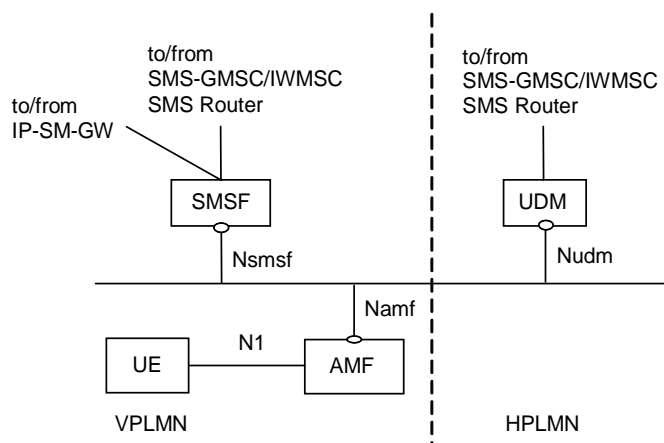 to/from
SMS-GMSC/IWMSC
SMS Router
to/from
IP-SM-GW
to/from
SMS-GMSC/IWMSC
SMS Router
SMSF
UDM
Nsmsf
Nudm
Namf
UE
N1
AMF
VPLMN
HPLMN